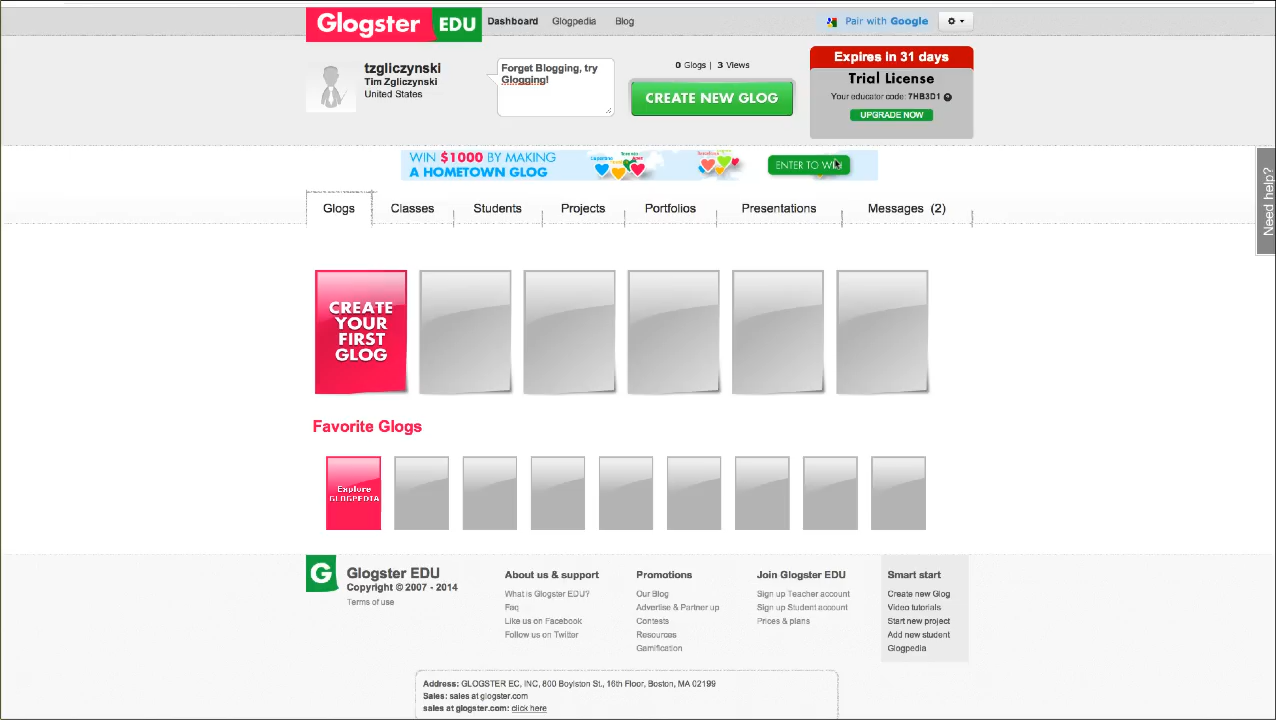 Glogster EDU Dashboard Glogpedia Blog Pair with Google
tzgliczynski
Tim Zgliczynski
United States
Forget Blogging, try
Glogging!
0 Glogs | 3 Views
CREATE NEW GLOG
Expires in 31 days
Trial License
Your educator code: 7HB3D1
UPGRADE NOW
WIN $1000 BY MAKING
A HOMETOWN GLOG
ENTER TO WIN!
Need help?
Glogs Classes Students Projects Portfolios Presentations Messages (2)
CREATE
YOUR
FIRST
GLOG
Favorite Glogs
Explore
GLOGPEDIA
G
Glogster EDU
Copyright © 2007 - 2014
Terms of use
About us & support
What is Glogster EDU?
Faq
Like us on Facebook
Follow us on Twitter
Promotions
Our Blog
Advertise & Partner up
Contests
Resources
Gamification
Join Glogster EDU
Sign up Teacher account
Sign up Student account
Prices & plans
Smart start
Create new Glog
Video tutorials
Start new project
Add new student
Glogpedia
Address: GLOGSTER EC, INC, 800 Boylston St., 16th Floor, Boston, MA 02199
Sales: sales at glogster.com
sales at glogster.com: click here